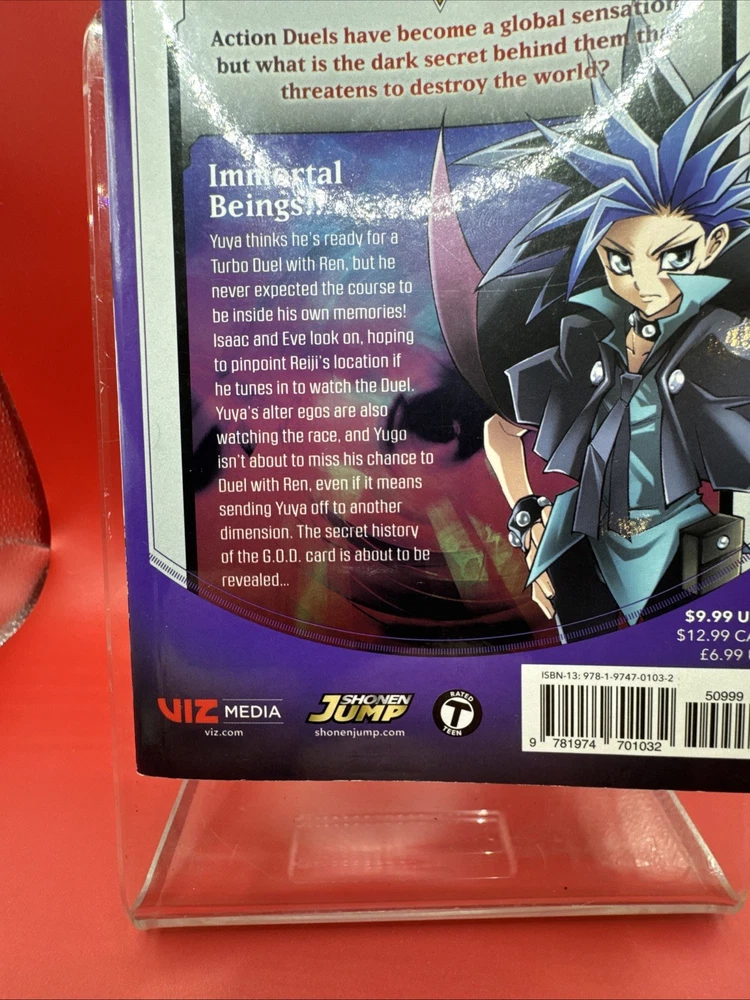 Action Duels have become a global sensation
but what is the dark secret behind them that
threatens to destroy the world?
Immortal
Beings!!
Yuya thinks he's ready for a
Turbo Duel with Ren, but he
never expected the course to
be inside his own memories!
Isaac and Eve look on, hoping
to pinpoint Reiji's location if
he tunes in to watch the Duel.
Yuya's alter egos are also
watching the race, and Yugo
isn't about to miss his chance to
Duel with Ren, even if it means
sending Yuya off to another
dimension. The secret history
of the G.O.D. card is about to be
revealed...
$9.99 U
$12.99 CA
£6.99 U
ISBN-13: 978-1-9747-0103-2
50999
9 781974 701032
VIZ MEDIA
viz.com
SHONEN
JUMP
shonenjump.com
RATED
T
TEEN